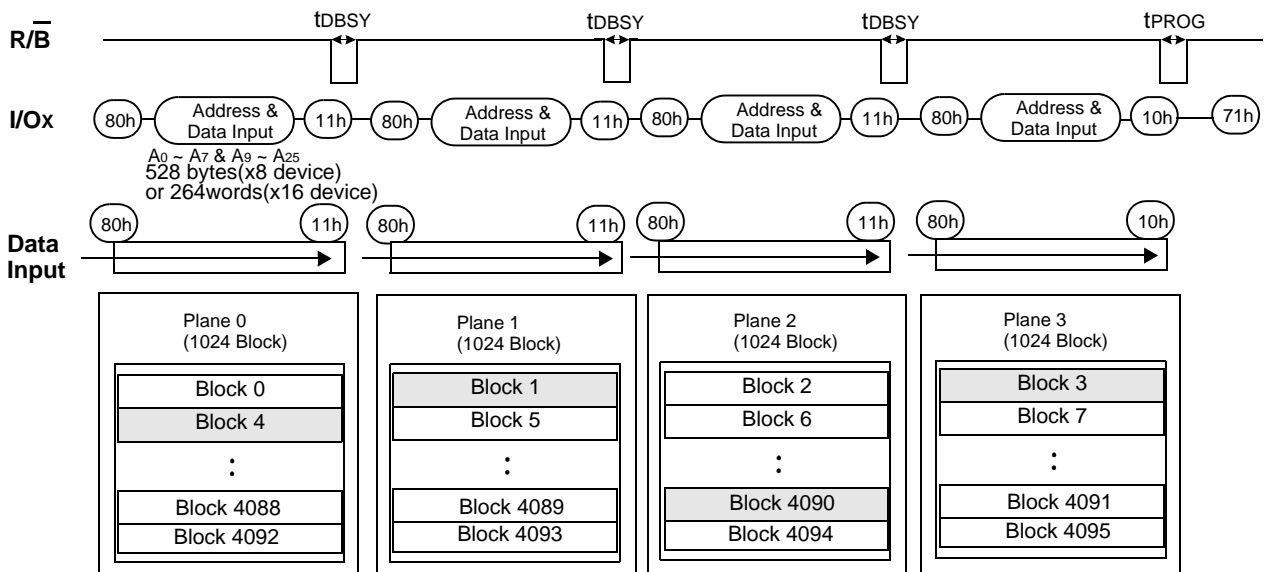 tDBSY tDBSY tDBSY tPROG
R/B
I/Ox 80h Address & Data Input 11h 80h Address & Data Input 11h 80h Address & Data Input 11h 80h Address & Data Input 10h 71h
A0 ~ A7 & A9 ~ A25
528 bytes(x8 device)
or 264words(x16 device)
Data Input
80h 11h 80h 11h 80h 11h 80h 10h
Plane 0
(1024 Block)
Block 0
Block 4
:
Block 4088
Block 4092
Plane 1
(1024 Block)
Block 1
Block 5
:
Block 4089
Block 4093
Plane 2
(1024 Block)
Block 2
Block 6
:
Block 4090
Block 4094
Plane 3
(1024 Block)
Block 3
Block 7
:
Block 4091
Block 4095